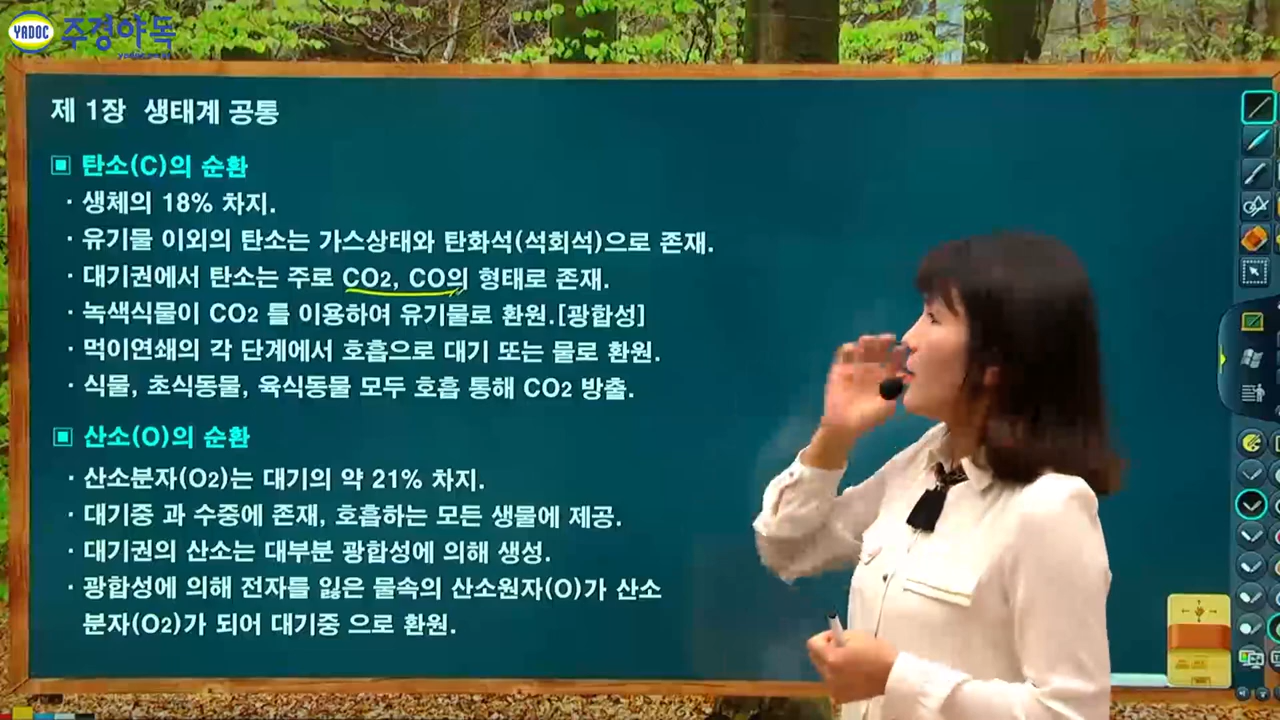 YADOC 주경야독
제 1장 생태계 공통
▣ 탄소(C)의 순환
· 생체의 18% 차지.
· 유기물 이외의 탄소는 가스상태와 탄화석(석회석)으로 존재.
· 대기권에서 탄소는 주로 CO2, CO의 형태로 존재.
· 녹색식물이 CO2 를 이용하여 유기물로 환원.[광합성]
· 먹이연쇄의 각 단계에서 호흡으로 대기 또는 물로 환원.
· 식물, 초식동물, 육식동물 모두 호흡 통해 CO2 방출.
▣ 산소(O)의 순환
· 산소분자(O2)는 대기의 약 21% 차지.
· 대기중 과 수중에 존재, 호흡하는 모든 생물에 제공.
· 대기권의 산소는 대부분 광합성에 의해 생성.
· 광합성에 의해 전자를 잃은 물속의 산소원자(O)가 산소
분자(O2)가 되어 대기중 으로 환원.